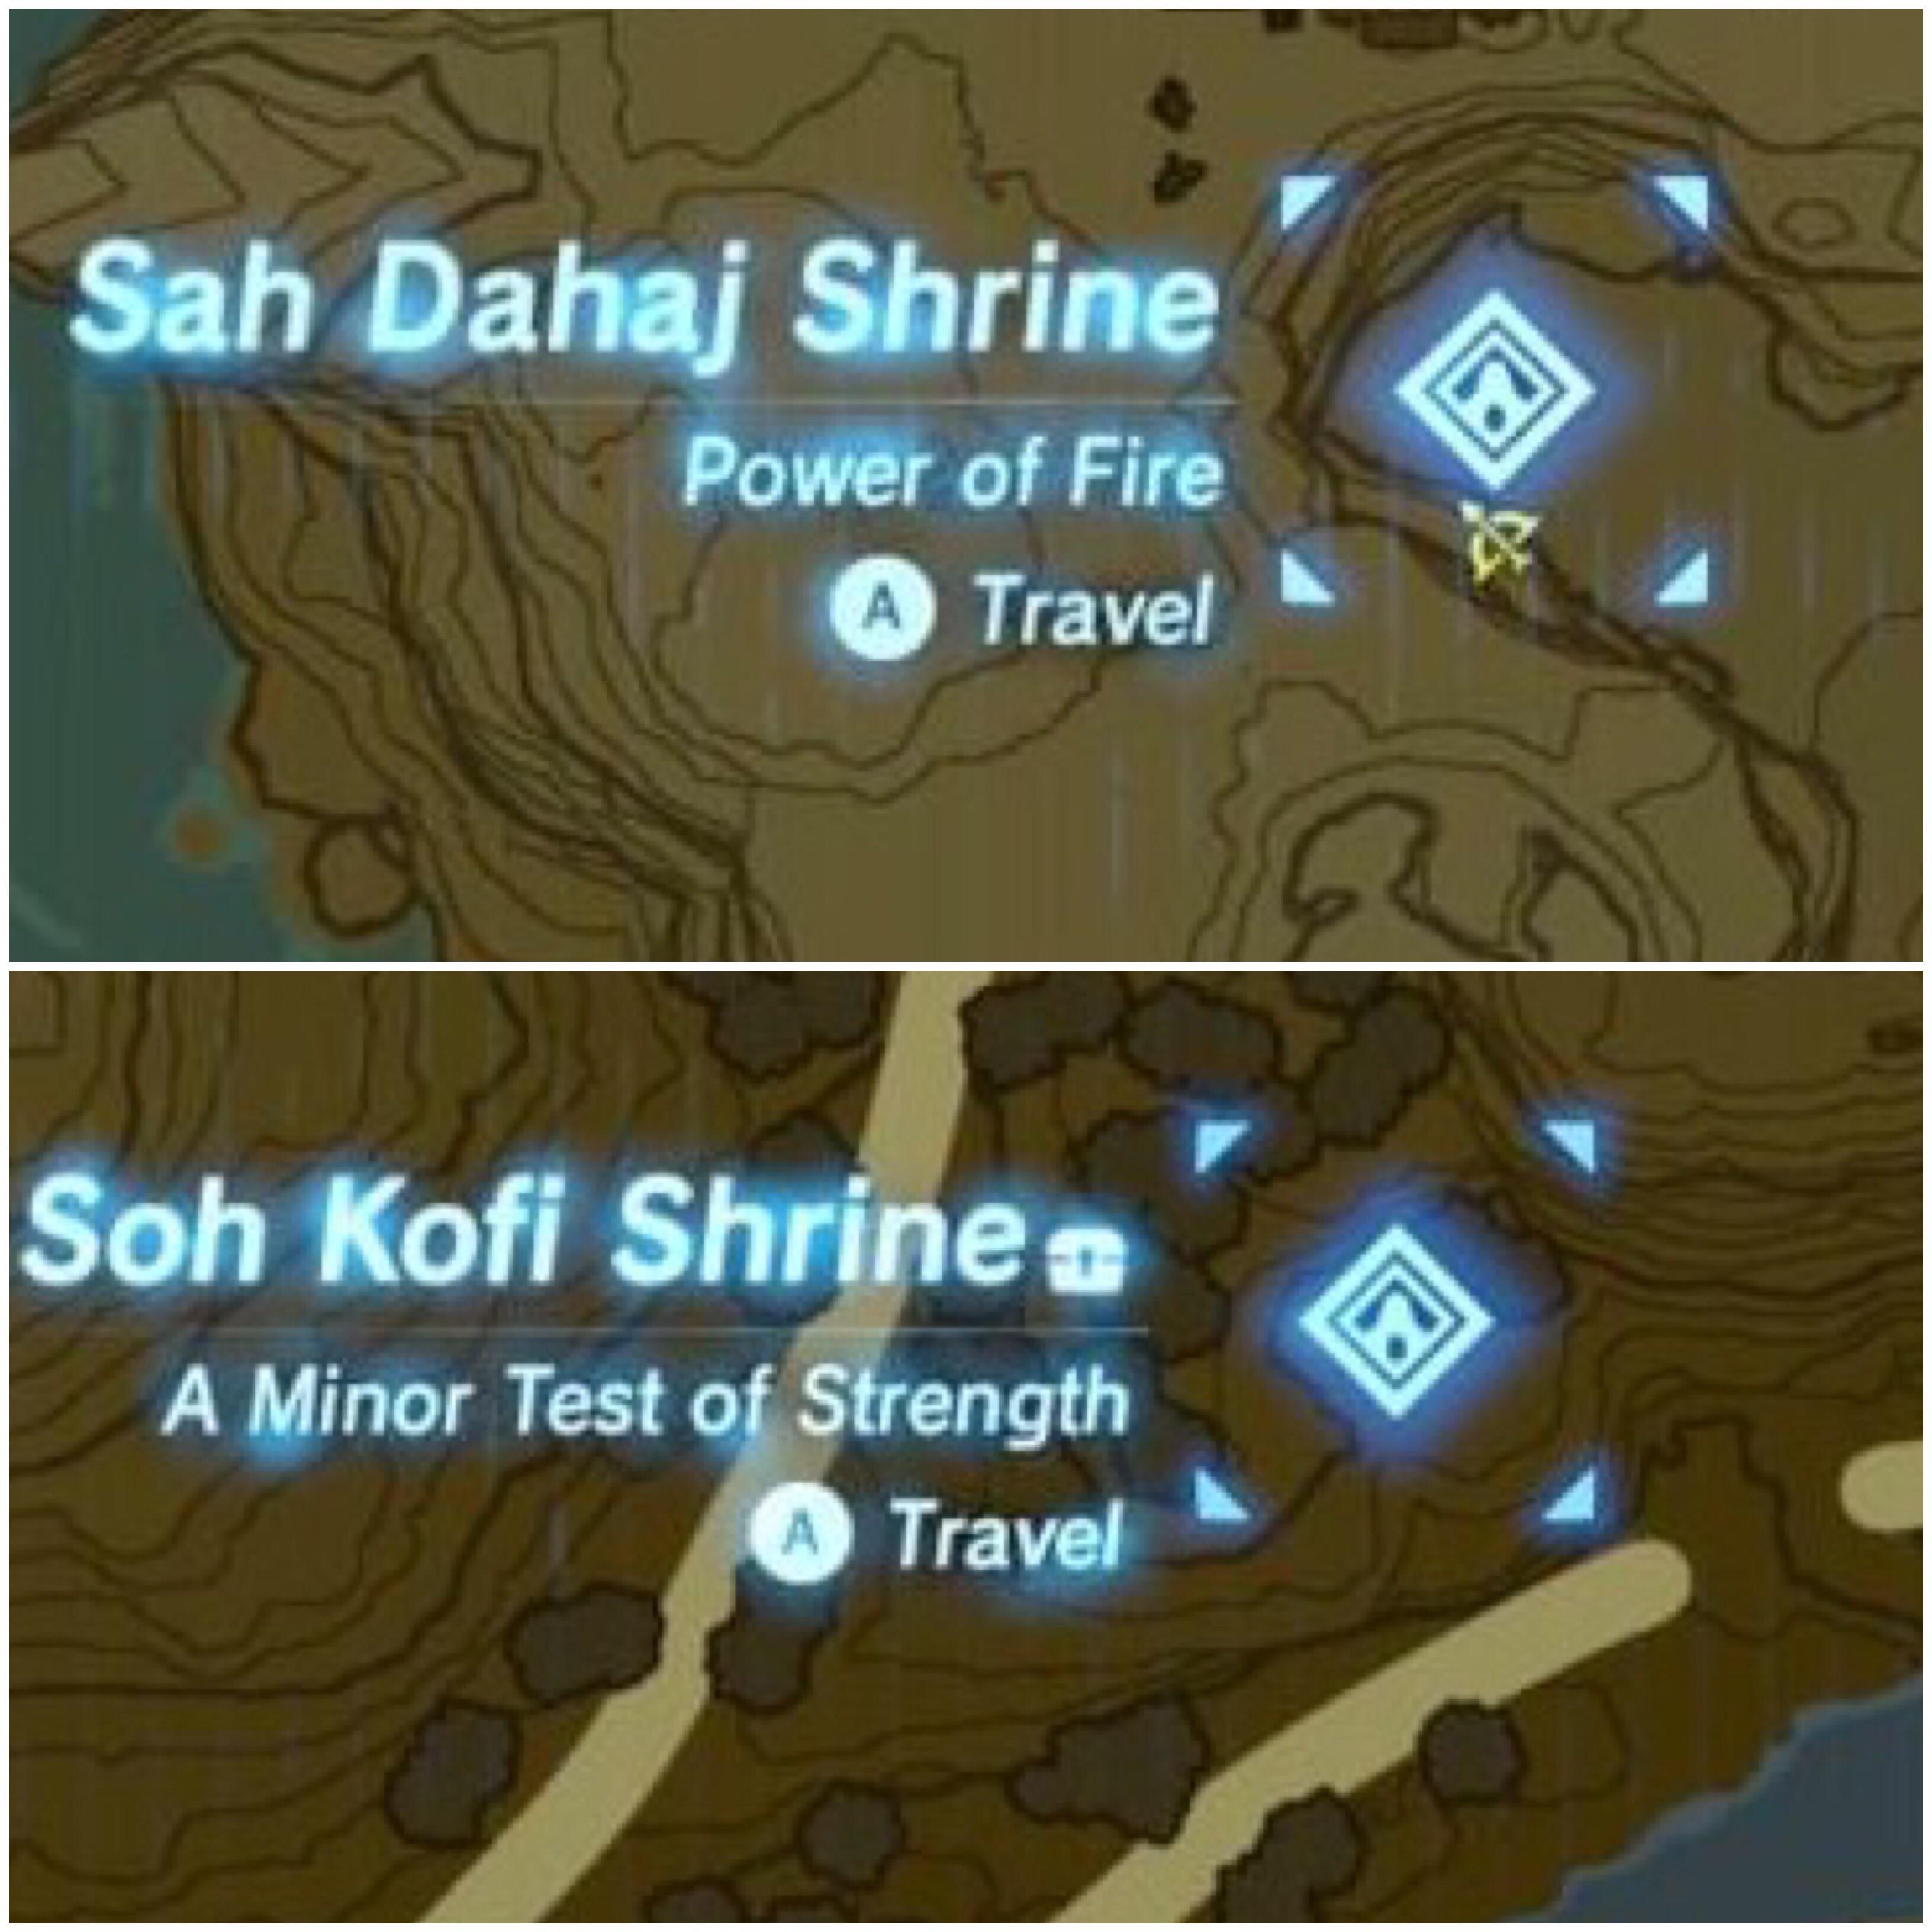 Sah Dahaj Shrine
Power of Fire
A Travel
Soh Kofi Shrine
A Minor Test of Strength
A Travel